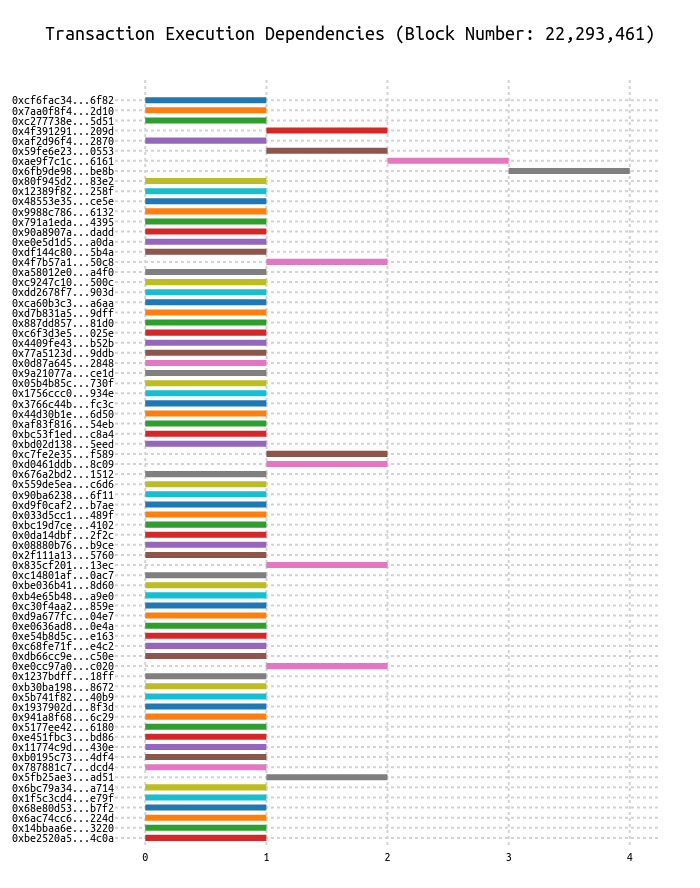 Transaction Execution Dependencies (Block Number: 22,293,461)
0xcf6fac34...6f82
0x7aa0f8f4...2d10
0xc277738e...5d51
0x4f391291...209d
0xaf2d96f4...2870
0x59fe6e23...0553
0xae9f7c1c...6161
0x6fb9de98...be8b
0x80f945d2...83e2
0x12389f82...258f
0x48553e35...ce5e
0x9988c786...6132
0x791a1eda...4395
0x90a8907a...dadd
0xe0e5d1d5...a0da
0xdf144c80...5b4a
0x4f7b57a1...50c8
0xa58012e0...a4f0
0xc9247c10...500c
0xdd2678f7...903d
0xca60b3c3...a6aa
0xd7b831a5...9dff
0x887dd857...81d0
0xc6f3d3e5...025e
0x4409fe43...b52b
0x77a5123d...9ddb
0x0d87a645...2848
0x9a21077a...ce1d
0x05b4b85c...730f
0x1756ccc0...934e
0x3766c44b...fc3c
0x44d30b1e...6d50
0xaf83f816...54eb
0xbc53f1ed...c8a4
0xbd02d138...5eed
0xc7fe2e35...f589
0xd0461ddb...8c09
0x676a2bd2...1512
0x559de5ea...c6d6
0x90ba6238...6f11
0xd9f0caf2...b7ae
0x033d5cc1...489f
0xbc19d7ce...4102
0x0da14dbf...2f2c
0x08880b76...b9ce
0x2f111a13...5760
0x835cf201...13ec
0xc14801af...0ac7
0xbe036b41...8d60
0xb4e65b48...a9e0
0xc30f4aa2...859e
0xd9a677fc...04e7
0xe0636ad8...0e4a
0xe54b8d5c...e163
0xc68fe71f...e4c2
0xdb66cc9e...c50e
0xe0cc97a0...c020
0x1237bdff...18ff
0xb30ba198...8672
0x5b741f82...40b9
0x1937902d...8f3d
0x941a8f68...6c29
0x5177ee42...6180
0xe451fbc3...bd86
0x11774c9d...430e
0xb0195c73...4df4
0x787881c7...dcd4
0x5fb25ae3...ad51
0x6bc79a34...a714
0x1f5c3cd4...e79f
0x68e80d53...b7f2
0x6ac74cc6...224d
0x14bbaa6e...3220
0xbe2520a5...4c0a
0 1 2 3 4